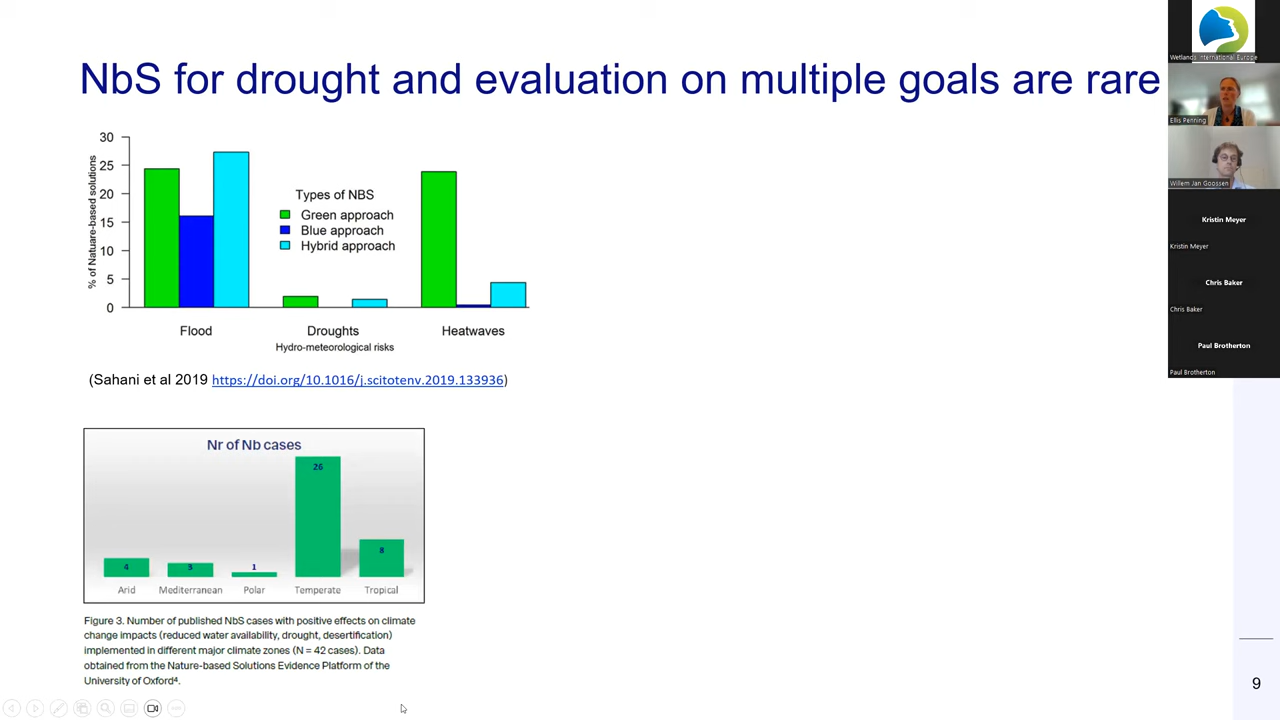 NbS for drought and evaluation on multiple goals are rare
30
25
20
15
10
5
0
% of Natuare-based solutions
Types of NBS
Green approach
Blue approach
Hybrid approach
Flood
Droughts
Heatwaves
Hydro-meteorological risks
(Sahani et al 2019 https://doi.org/10.1016/j.scitotenv.2019.133936)
Nr of Nb cases
26
8
4
3
1
Arid
Mediterranean
Polar
Temperate
Tropical
Figure 3. Number of published NbS cases with positive effects on climate
change impacts (reduced water availability, drought, desertification)
implemented in different major climate zones (N = 42 cases). Data
obtained from the Nature-based Solutions Evidence Platform of the
University of Oxford⁴.
9
Wetlands International Europe
Ellis Penning
Willem Jan Goossen
Kristin Meyer
Kristin Meyer
Chris Baker
Chris Baker
Paul Brotherton
Paul Brotherton